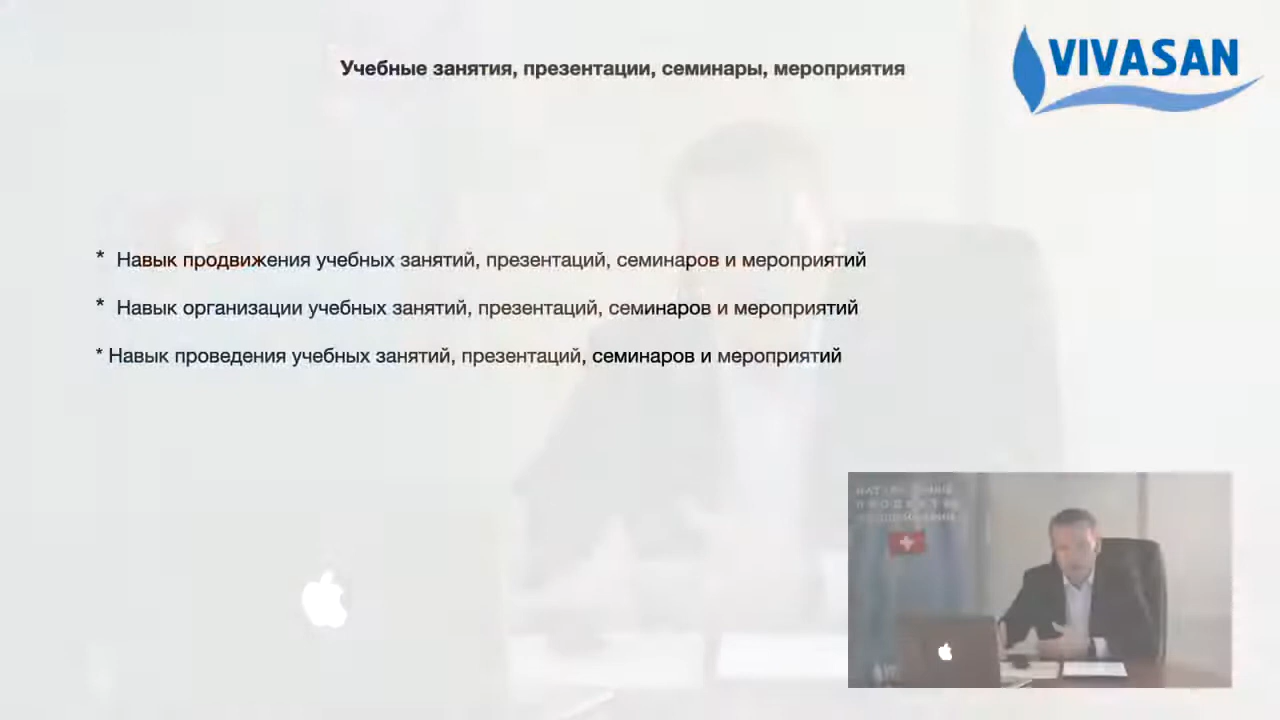 Учебные занятия, презентации, семинары, мероприятия
VIVASAN
* Навык продвижения учебных занятий, презентаций, семинаров и мероприятий
* Навык организации учебных занятий, презентаций, семинаров и мероприятий
* Навык проведения учебных занятий, презентаций, семинаров и мероприятий